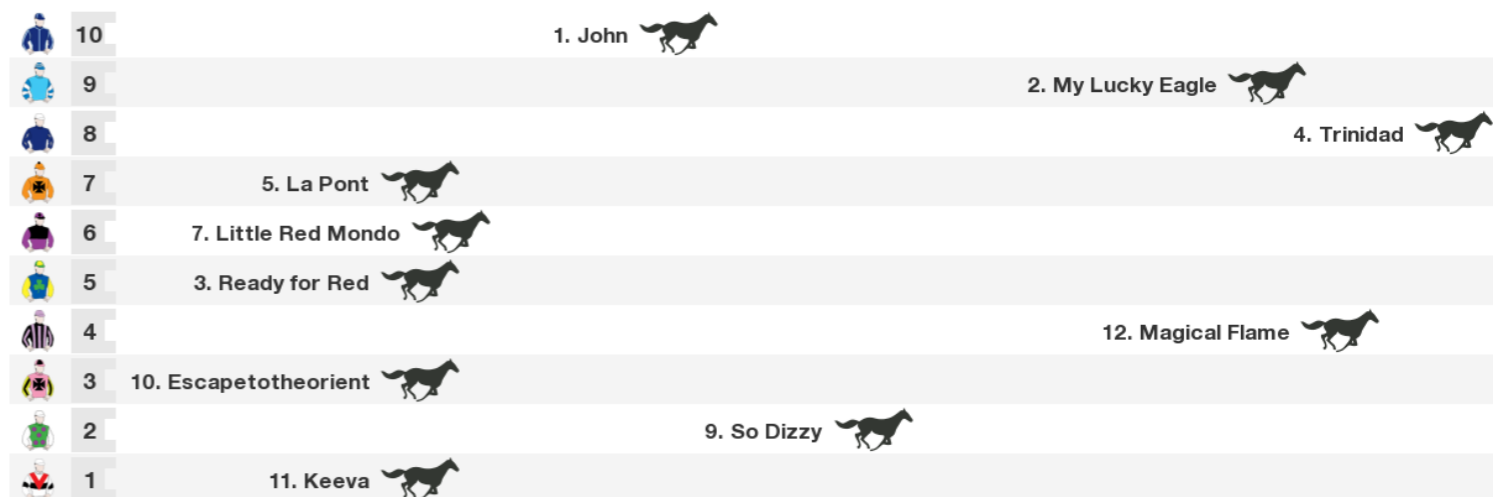 10 1. John
9 2. My Lucky Eagle
8 4. Trinidad
7 5. La Pont
6 7. Little Red Mondo
5 3. Ready for Red
4 12. Magical Flame
3 10. Escapetotheorient
2 9. So Dizzy
1 11. Keeva